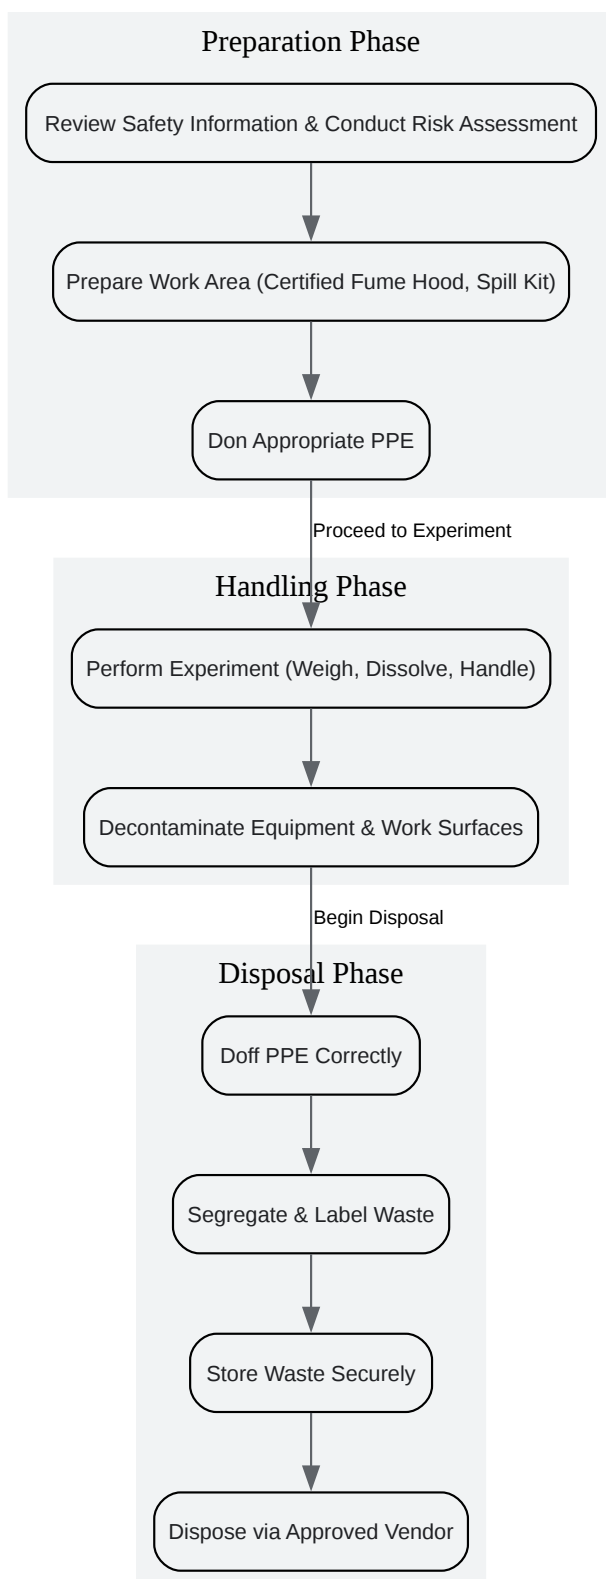 Preparation Phase
Review Safety Information & Conduct Risk Assessment
Prepare Work Area (Certified Fume Hood, Spill Kit)
Don Appropriate PPE
Proceed to Experiment
Handling Phase
Perform Experiment (Weigh, Dissolve, Handle)
Decontaminate Equipment & Work Surfaces
Begin Disposal
Disposal Phase
Doff PPE Correctly
Segregate & Label Waste
Store Waste Securely
Dispose via Approved Vendor